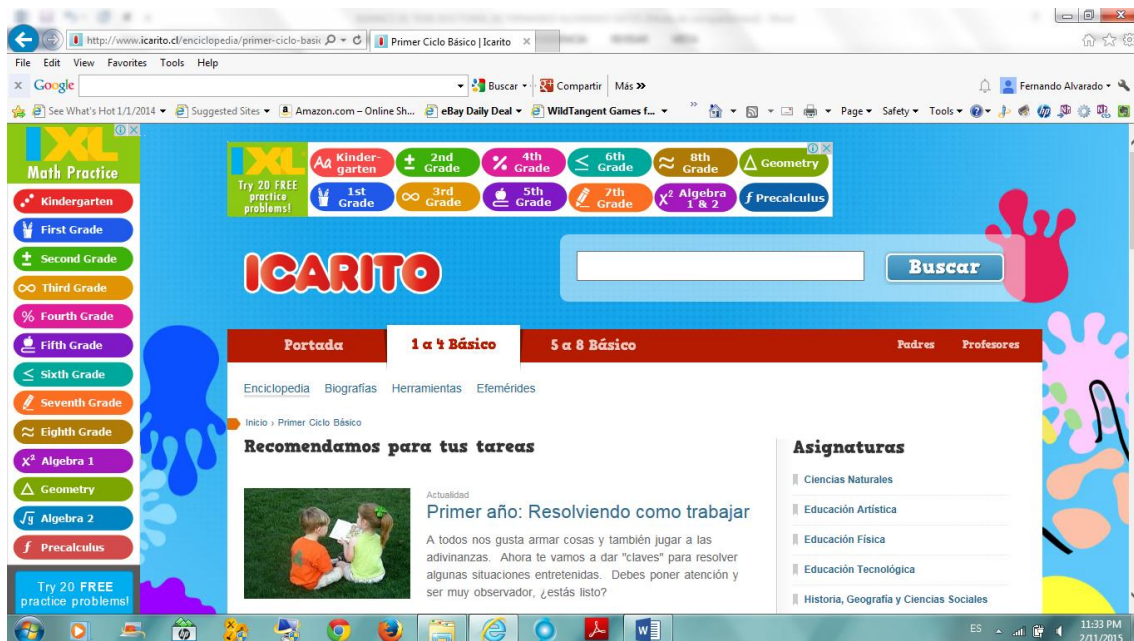 http://www.icarito.cl/enciclopedia/primer-ciclo-basic
Primer Ciclo Básico | Icarito
File Edit View Favorites Tools Help
Google
Buscar
Compartir
Más »
Fernando Alvarado
See What's Hot 1/1/2014
Suggested Sites
Amazon.com – Online Sh...
eBay Daily Deal
WildTangent Games f...
Page Safety Tools
IXL
Math Practice
Kindergarten
First Grade
± Second Grade
∞ Third Grade
% Fourth Grade
Fifth Grade
≤ Sixth Grade
Seventh Grade
≈ Eighth Grade
X² Algebra 1
△ Geometry
√y Algebra 2
f Precalculus
Try 20 FREE
practice problems!
IXL
Try 20 FREE
practice
problems!
Aa Kinder-
garten
± 2nd
Grade
% 4th
Grade
≤ 6th
Grade
≈ 8th
Grade
△ Geometry
1st
Grade
∞ 3rd
Grade
5th
Grade
7th
Grade
X² Algebra
1 & 2
f Precalculus
ICARITO
Buscar
Portada 1 a 4 Básico 5 a 8 Básico Padres Profesores
Enciclopedia Biografías Herramientas Efemérides
Inicio › Primer Ciclo Básico
Recomendamos para tus tareas
Actualidad
Primer año: Resolviendo como trabajar
A todos nos gusta armar cosas y también jugar a las
adivinanzas. Ahora te vamos a dar "claves" para resolver
algunas situaciones entretenidas. Debes poner atención y
ser muy observador, ¿estás listo?
Asignaturas
Ciencias Naturales
Educación Artística
Educación Física
Educación Tecnológica
Historia, Geografía y Ciencias Sociales
ES
11:33 PM
2/11/2015